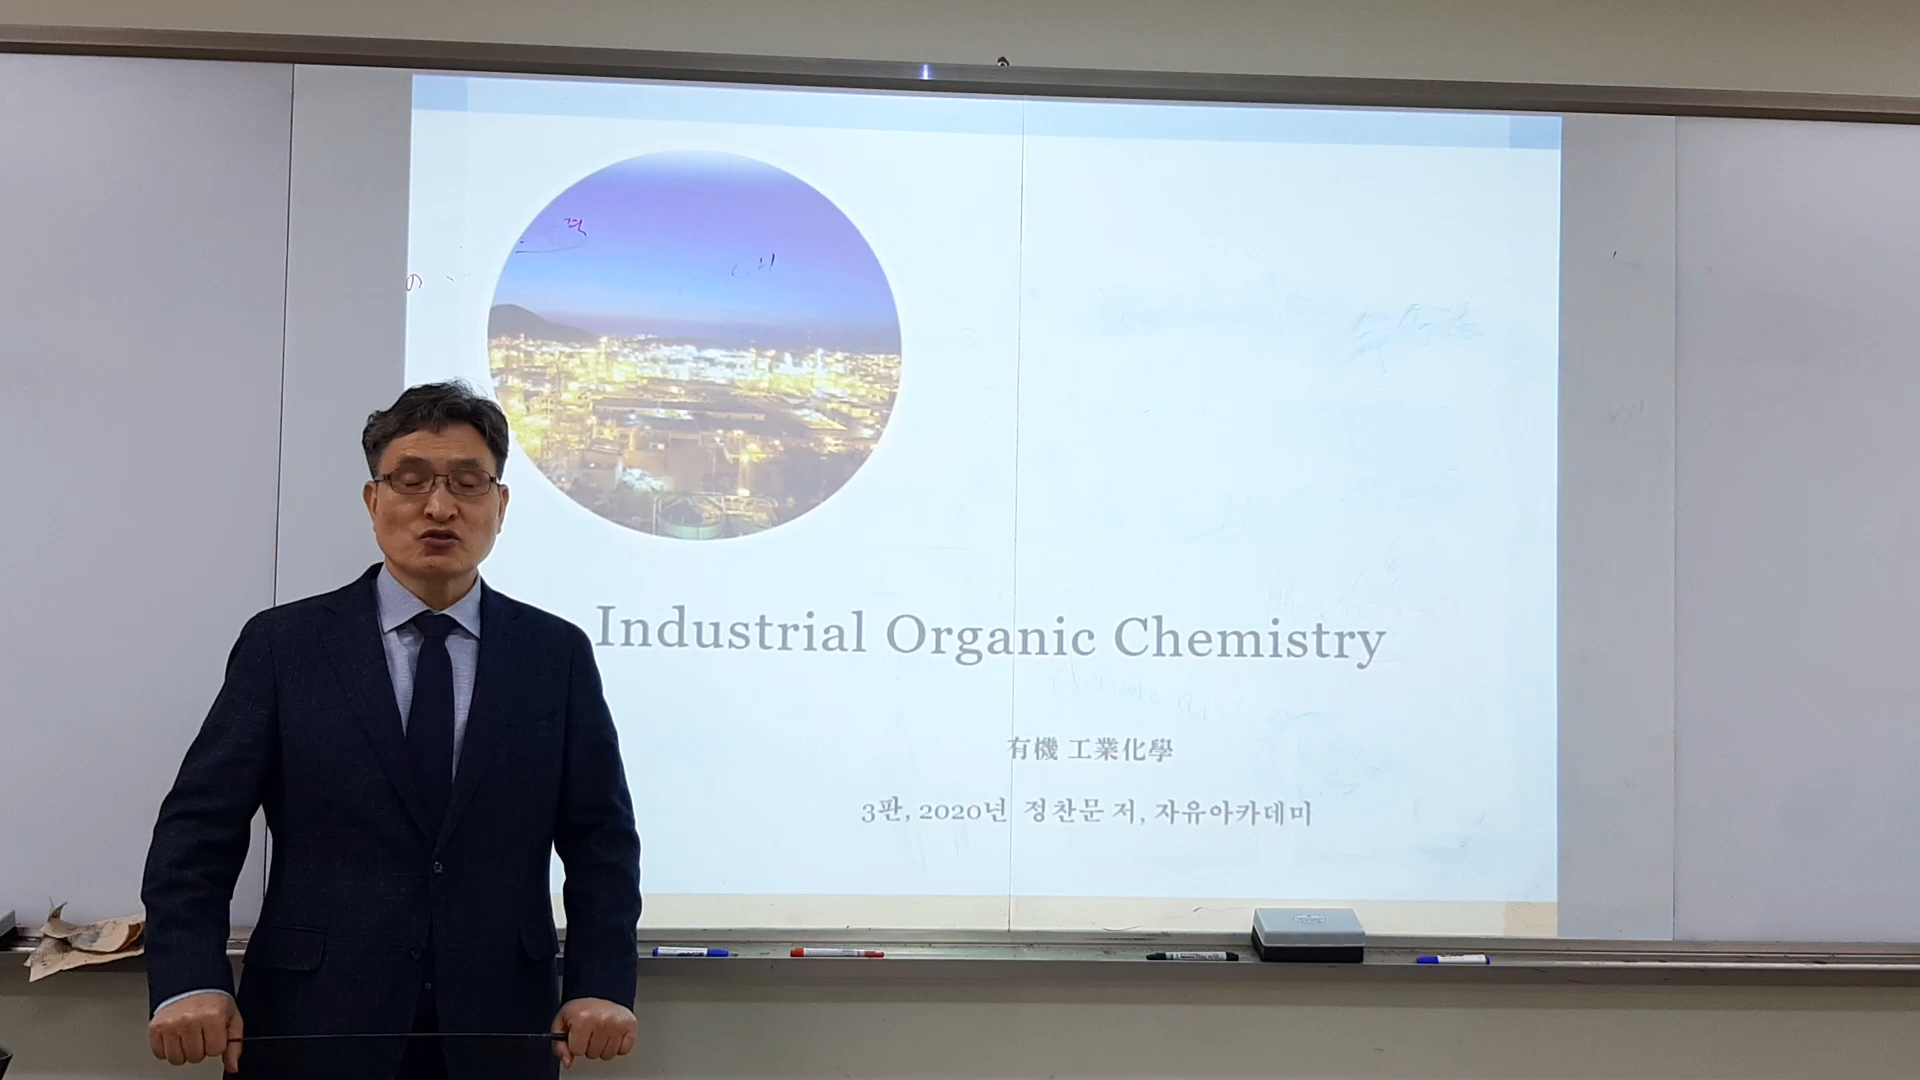 Industrial Organic Chemistry
有機 工業化學
3판, 2020년 정찬문 저, 자유아카데미